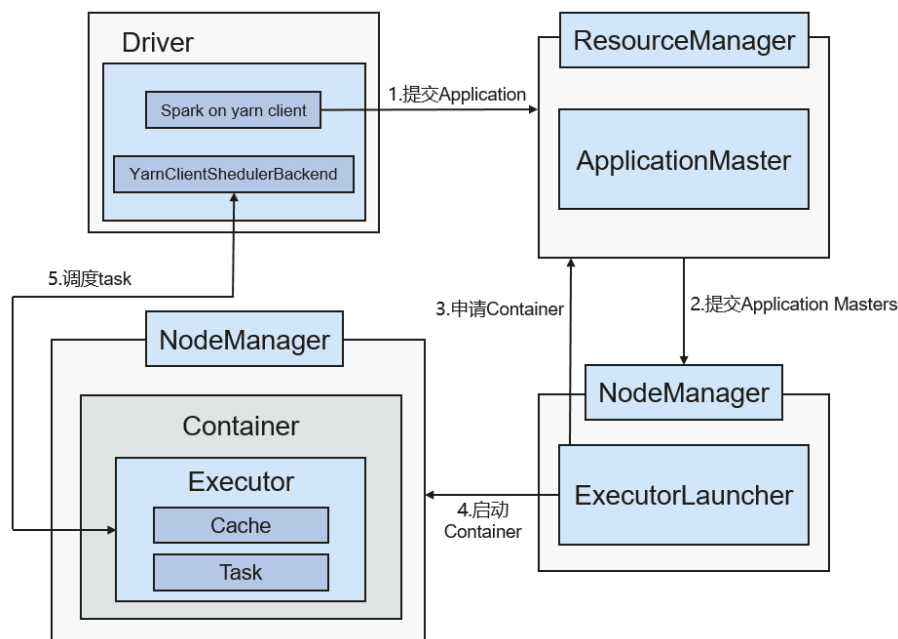 Driver
Spark on yarn client
YarnClientShedulerBackend
1.提交Application
ResourceManager
ApplicationMaster
5.调度task
3.申请Container
2.提交Application Masters
NodeManager
Container
Executor
Cache
Task
4.启动
Container
NodeManager
ExecutorLauncher